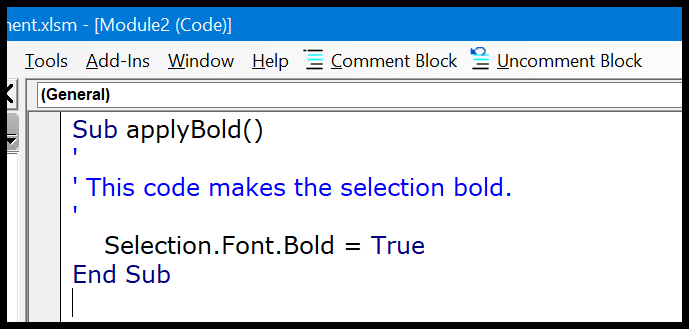 ment.xlsm - [Module2 (Code)]
Tools Add-Ins Window Help Comment Block Uncomment Block
(General)
Sub applyBold()
'
' This code makes the selection bold.
'
Selection.Font.Bold = True
End Sub